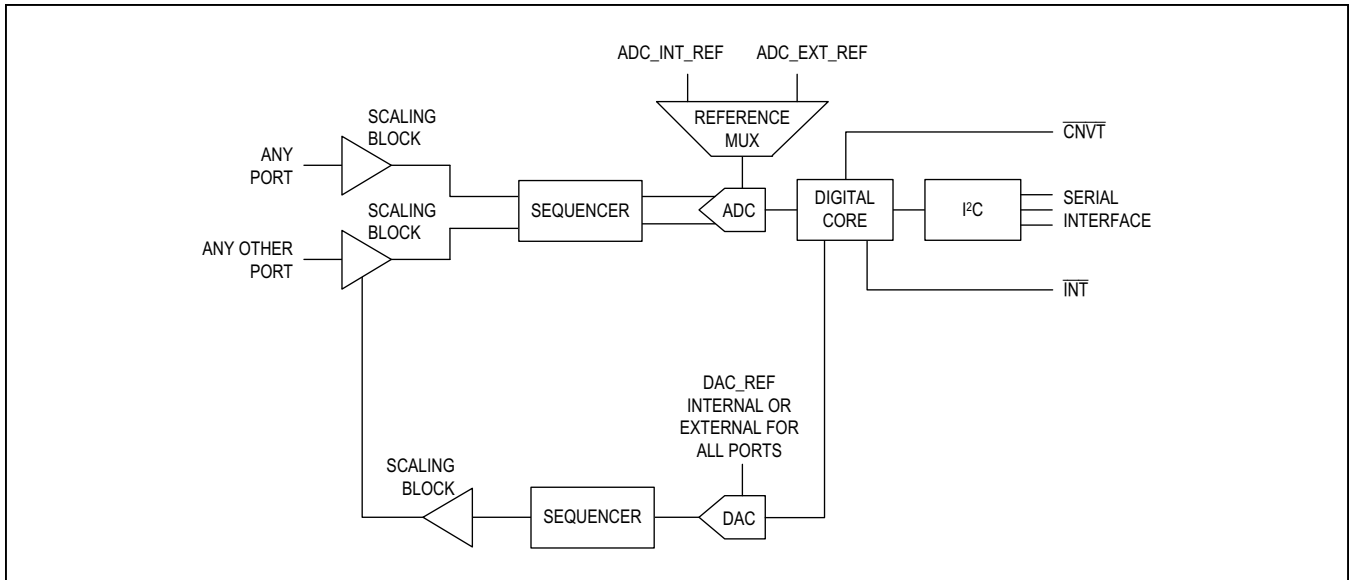 ADC_INT_REF
ADC_EXT_REF
REFERENCE
MUX
SCALING
BLOCK
ANY
PORT
SCALING
BLOCK
ANY OTHER
PORT
SEQUENCER
ADC
DIGITAL
CORE
I²C
CNVT
SERIAL
INTERFACE
INT
DAC_REF
INTERNAL OR
EXTERNAL FOR
ALL PORTS
SCALING
BLOCK
SEQUENCER
DAC